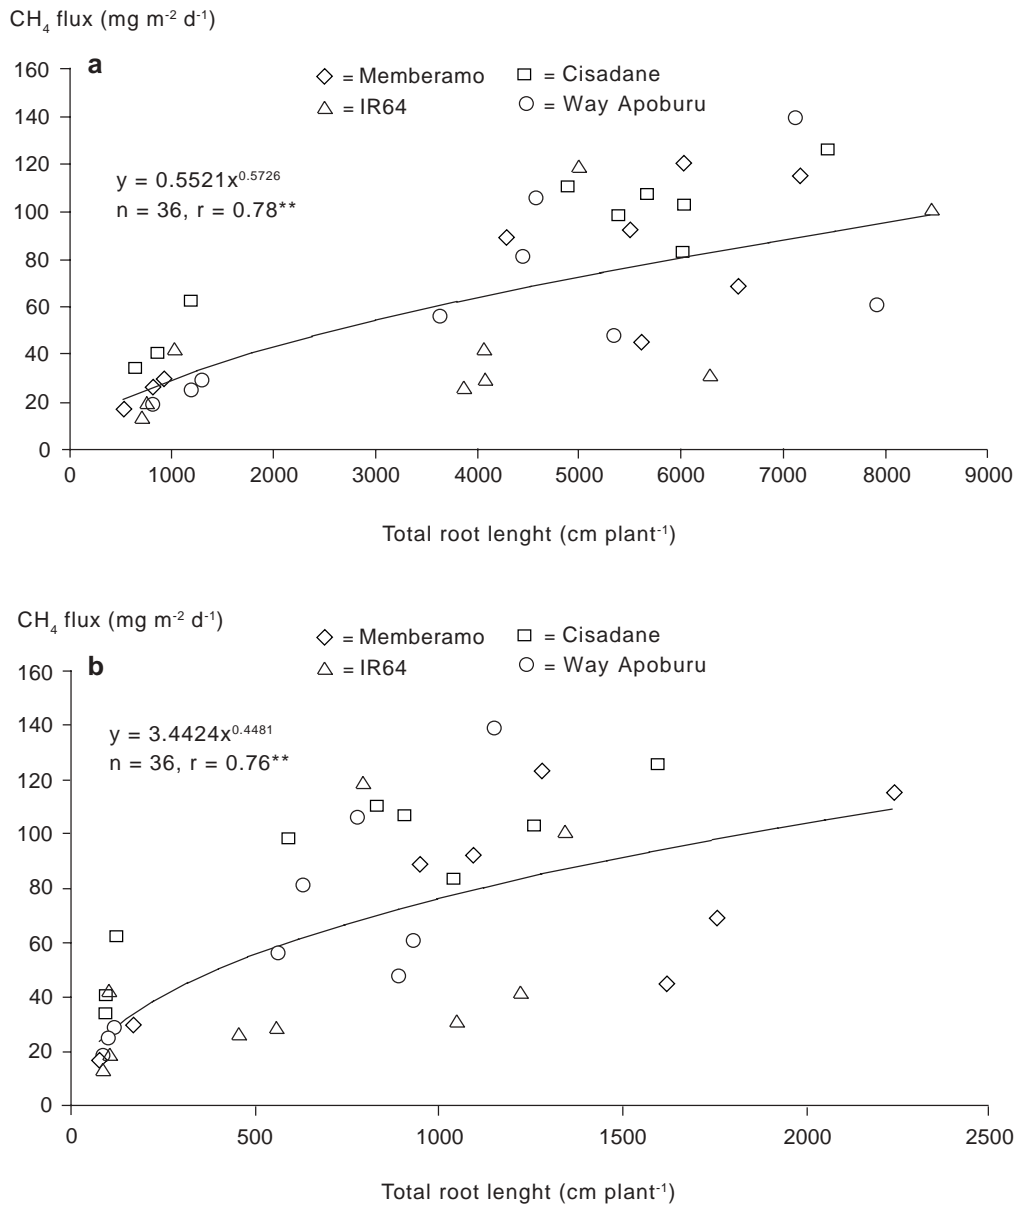 CH₄ flux (mg m⁻² d⁻¹)
a
◇ = Memberamo □ = Cisadane
△ = IR64 ○ = Way Apoburu
y = 0.5521x⁰·⁵⁷²⁶
n = 36, r = 0.78**
160
140
120
100
80
60
40
20
0
0 1000 2000 3000 4000 5000 6000 7000 8000 9000
Total root lenght (cm plant⁻¹)
CH₄ flux (mg m⁻² d⁻¹)
b
◇ = Memberamo □ = Cisadane
△ = IR64 ○ = Way Apoburu
y = 3.4424x⁰·⁴⁴⁸¹
n = 36, r = 0.76**
160
140
120
100
80
60
40
20
0
0 500 1000 1500 2000 2500
Total root lenght (cm plant⁻¹)